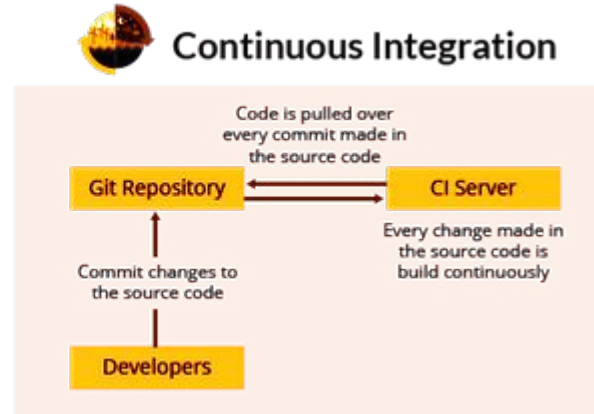 Continuous Integration
Code is pulled over
every commit made in
the source code
Git Repository
CI Server
Every change made in
the source code is
build continuously
Commit changes to
the source code
Developers